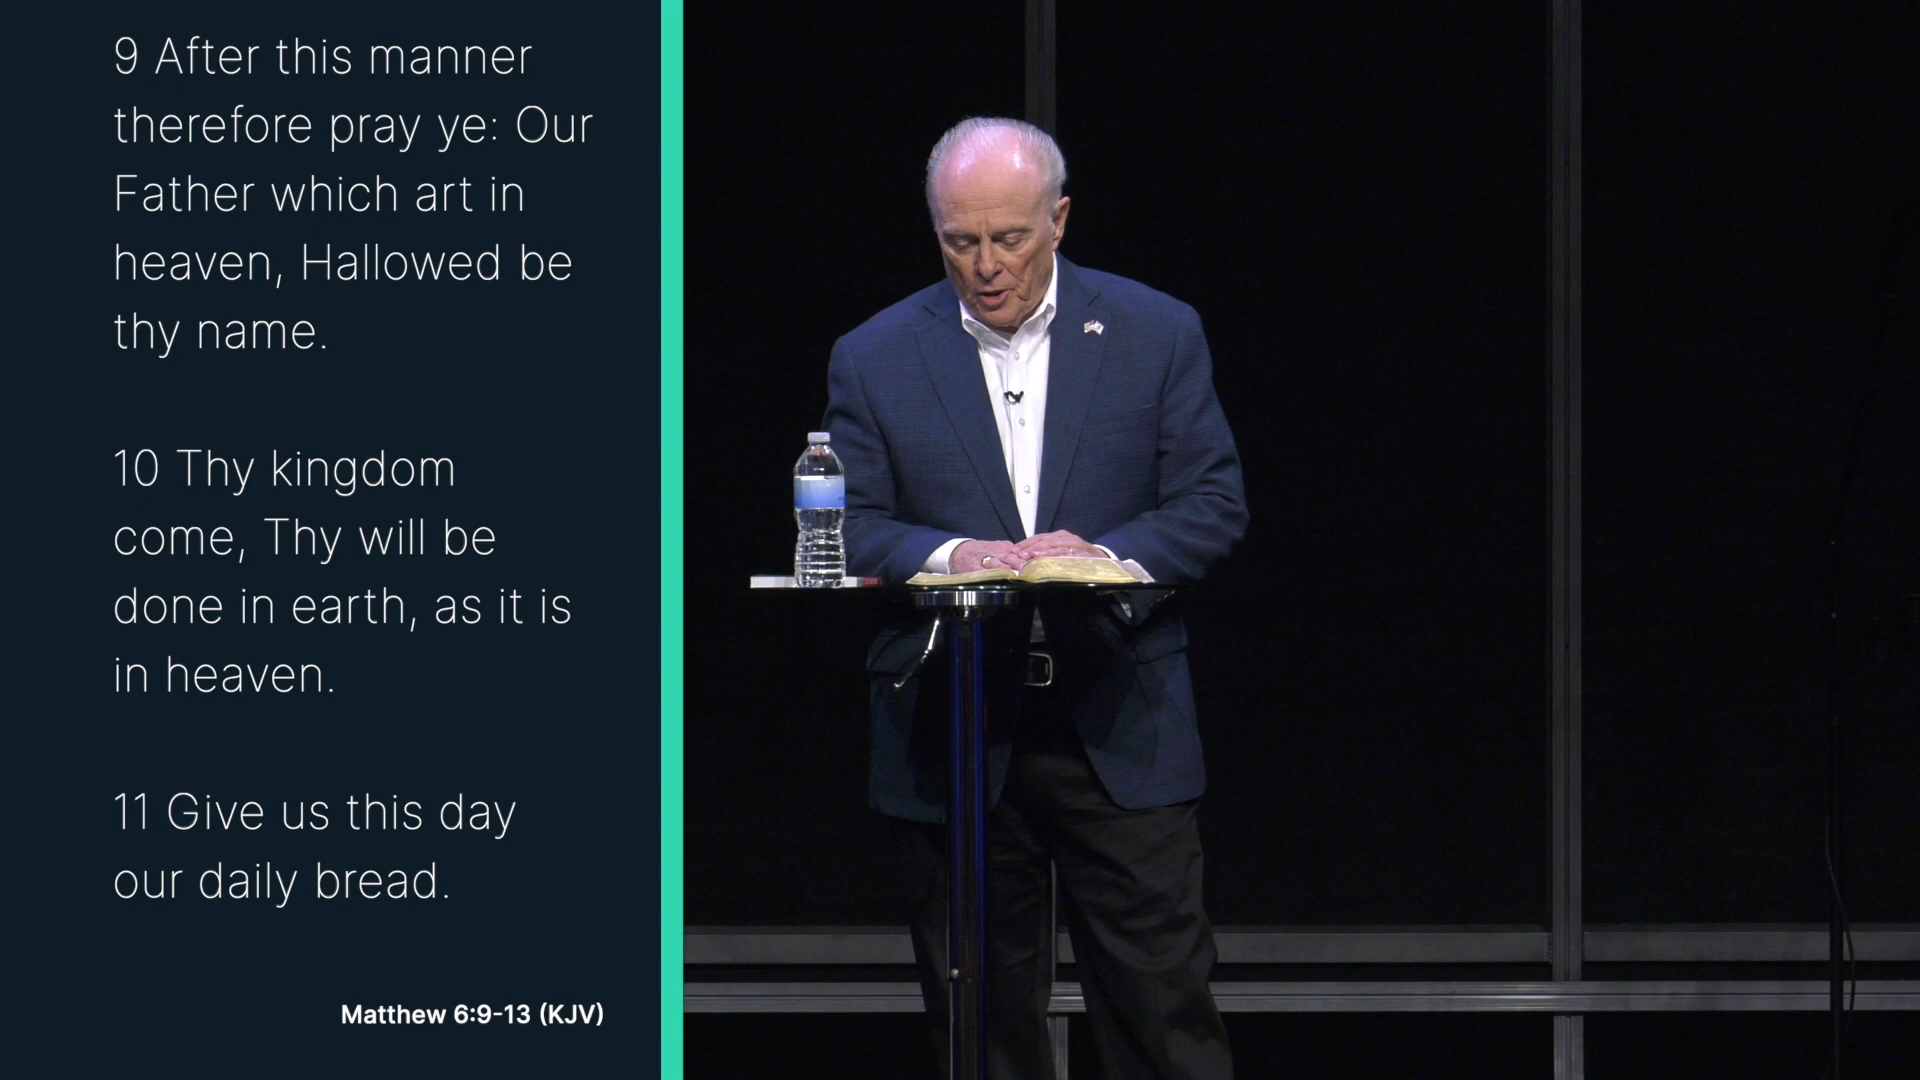 9 After this manner
therefore pray ye: Our
Father which art in
heaven, Hallowed be
thy name.
10 Thy kingdom
come, Thy will be
done in earth, as it is
in heaven.
11 Give us this day
our daily bread.
Matthew 6:9-13 (KJV)